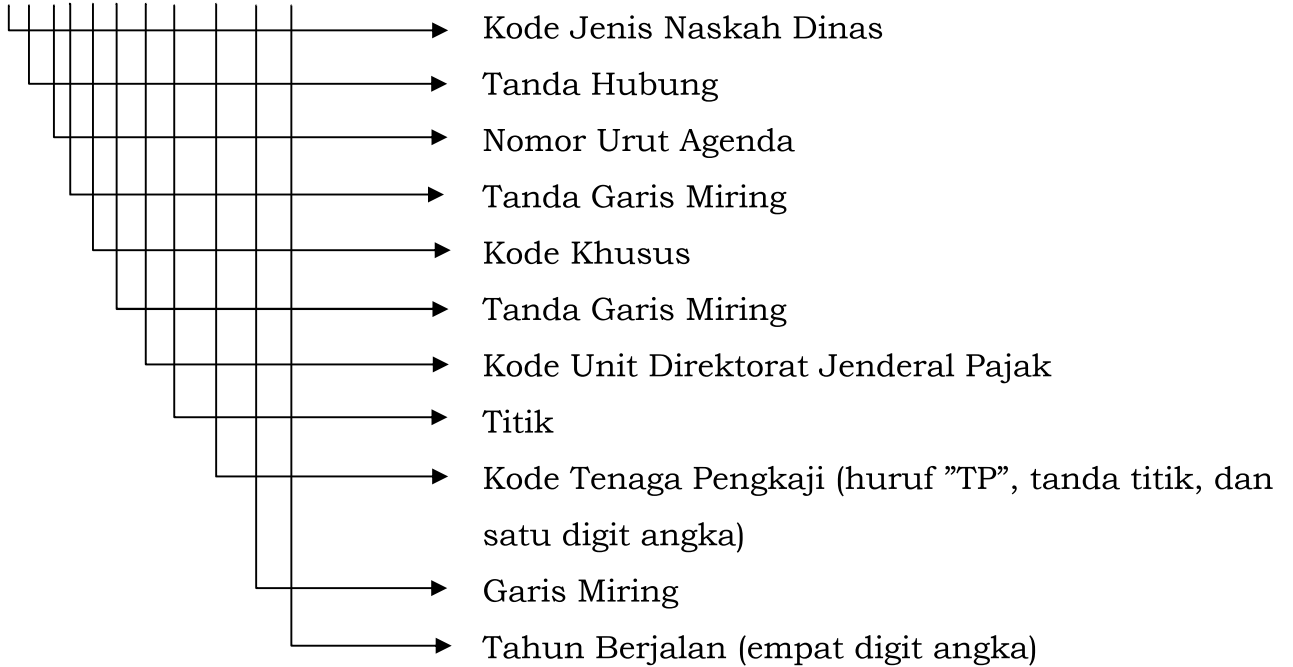 Kode Jenis Naskah Dinas
Tanda Hubung
Nomor Urut Agenda
Tanda Garis Miring
Kode Khusus
Tanda Garis Miring
Kode Unit Direktorat Jenderal Pajak
Titik
Kode Tenaga Pengkaji (huruf ”TP”, tanda titik, dan
satu digit angka)
Garis Miring
Tahun Berjalan (empat digit angka)